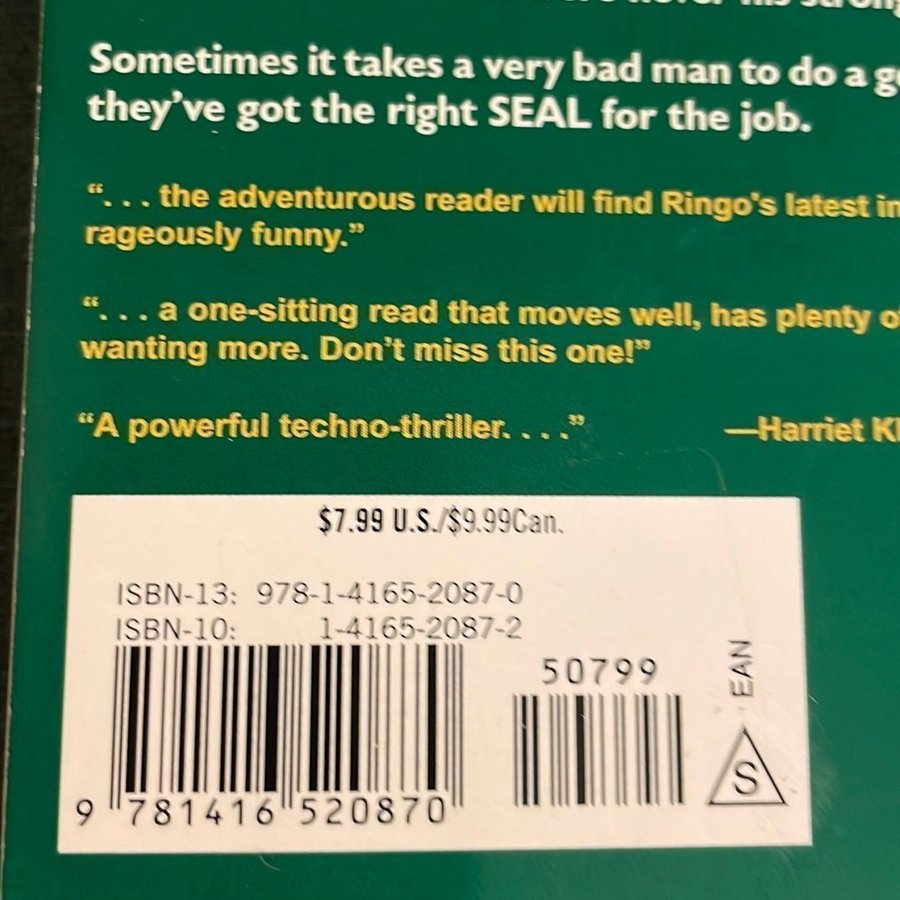 Sometimes it takes a very bad man to do a
they've got the right SEAL for the job.
“. . . the adventurous reader will find Ringo's latest
rageously funny.”
“. . . a one-sitting read that moves well, has plenty
wanting more. Don't miss this one!”
“A powerful techno-thriller. . . .” —Harriet
$7.99 U.S./$9.99Can.
ISBN-13: 978-1-4165-2087-0
ISBN-10: 1-4165-2087-2
50799
EAN
S
9 781416 520870